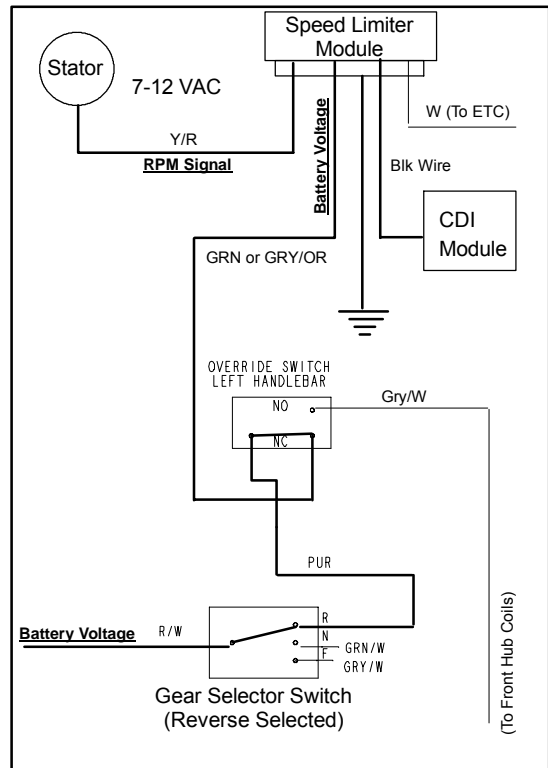 Speed Limiter
Module
Stator
7-12 VAC
W (To ETC)
Y/R
RPM Signal
Battery Voltage
Blk Wire
CDI
Module
GRN or GRY/OR
OVERRIDE SWITCH
LEFT HANDLEBAR
NO
Gry/W
NC
PUR
(To Front Hub Coils)
Battery Voltage
R/W
R
N
GRN/W
F
GRY/W
Gear Selector Switch
(Reverse Selected)